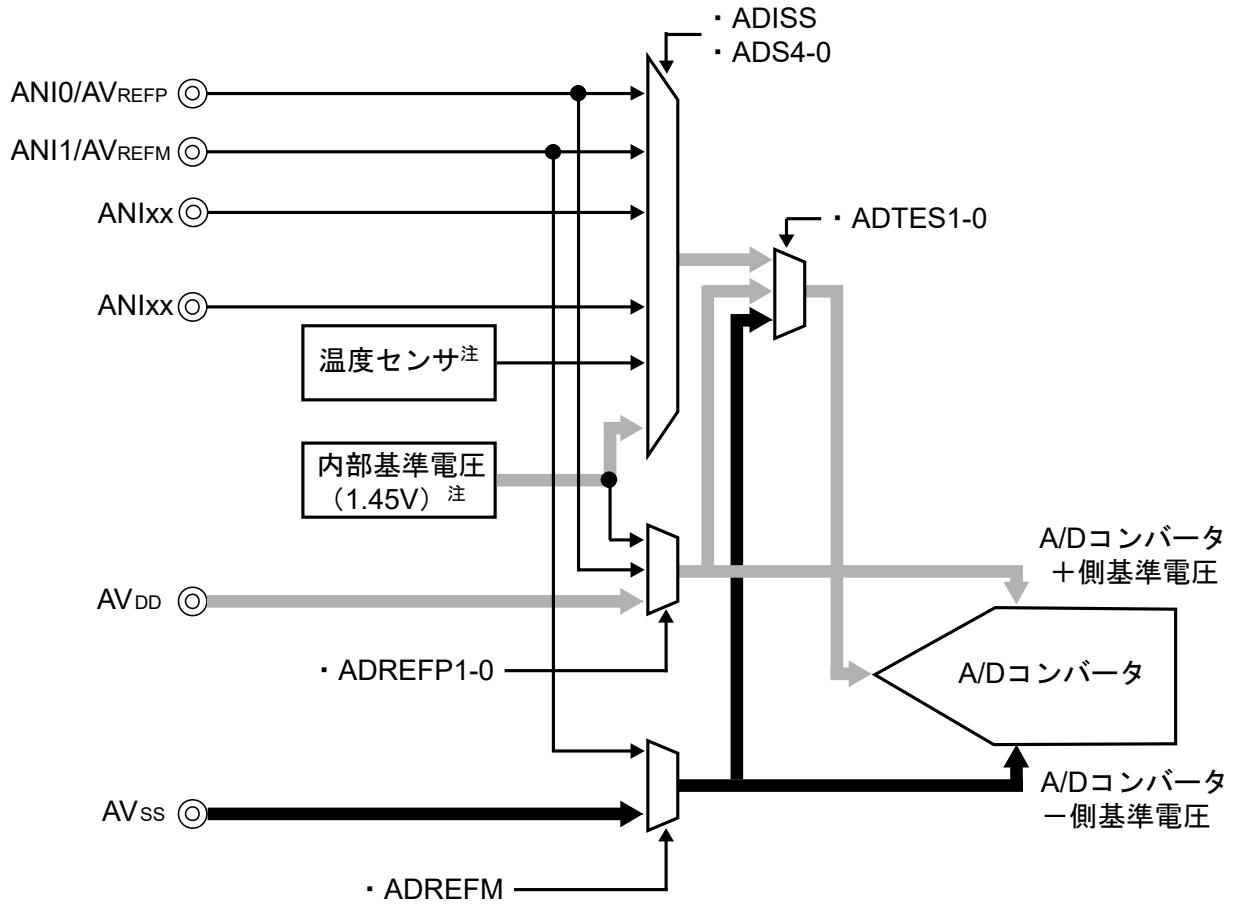 ・ADISS
・ADS4-0
ANI0/AVREFP
ANI1/AVREFM
ANIxx
・ADTES1-0
ANIxx
温度センサ注
内部基準電圧
（1.45V）注
A/Dコンバータ
＋側基準電圧
AVDD
・ADREFP1-0
A/Dコンバータ
A/Dコンバータ
－側基準電圧
AVSS
・ADREFM